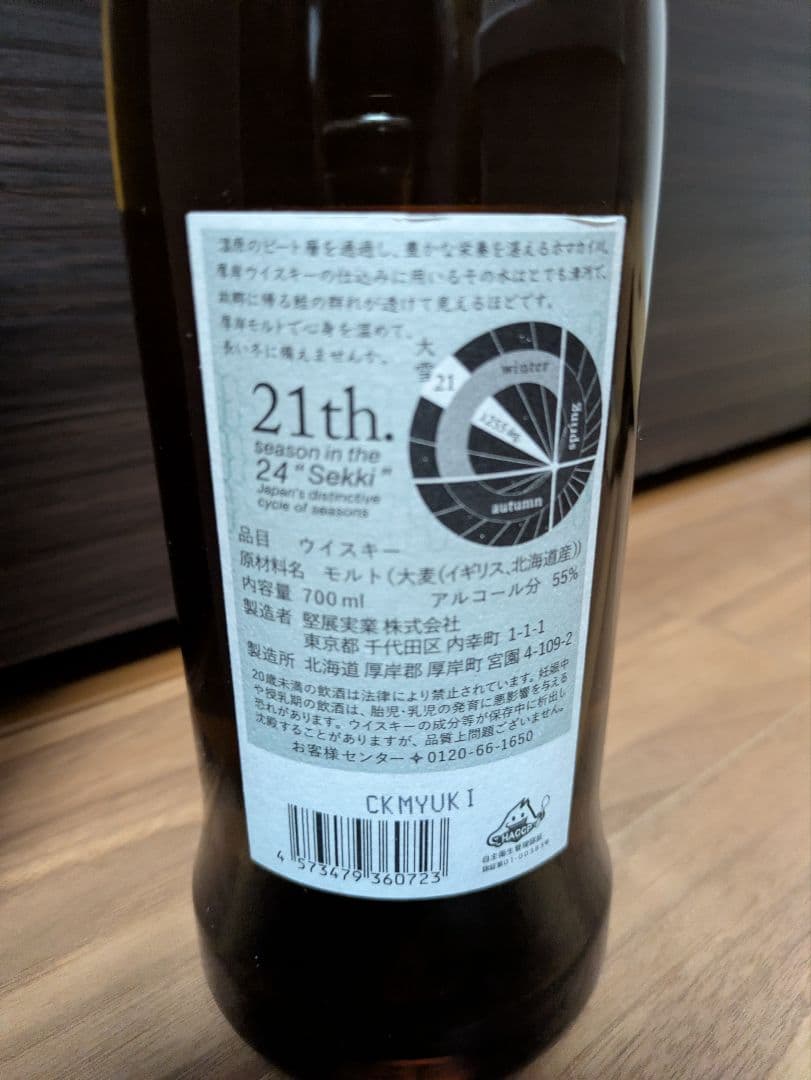 湿原のピート層を通過し、豊かな栄養を湛えるホマカイ川。
厚岸ウイスキーの仕込みに用いるその水はとても清冽で、
故郷に帰る鮭の群れが透けて見えるほどです。
厚岸モルトで心身を温めて、
長い冬に備えませんか。
大雪
21
winter
λ255°
spring
autumn
21th.
season in the
24 "Sekki"
Japan's distinctive
cycle of seasons
品目 ウイスキー
原材料名 モルト(大麦(イギリス、北海道産))
内容量 700ml アルコール分 55%
製造者 堅展実業 株式会社
東京都 千代田区 内幸町 1-1-1
製造所 北海道 厚岸郡 厚岸町 宮園 4-109-2
20歳未満の飲酒は法律により禁止されています。妊娠中
や授乳期の飲酒は、胎児・乳児の発育に悪影響を与える
恐れがあります。ウイスキーの成分等が保存中に析出し
沈殿することがありますが、品質上問題ございません。
お客様センター 0120-66-1650
CKMYUKI
4 573479 360723
HACCP